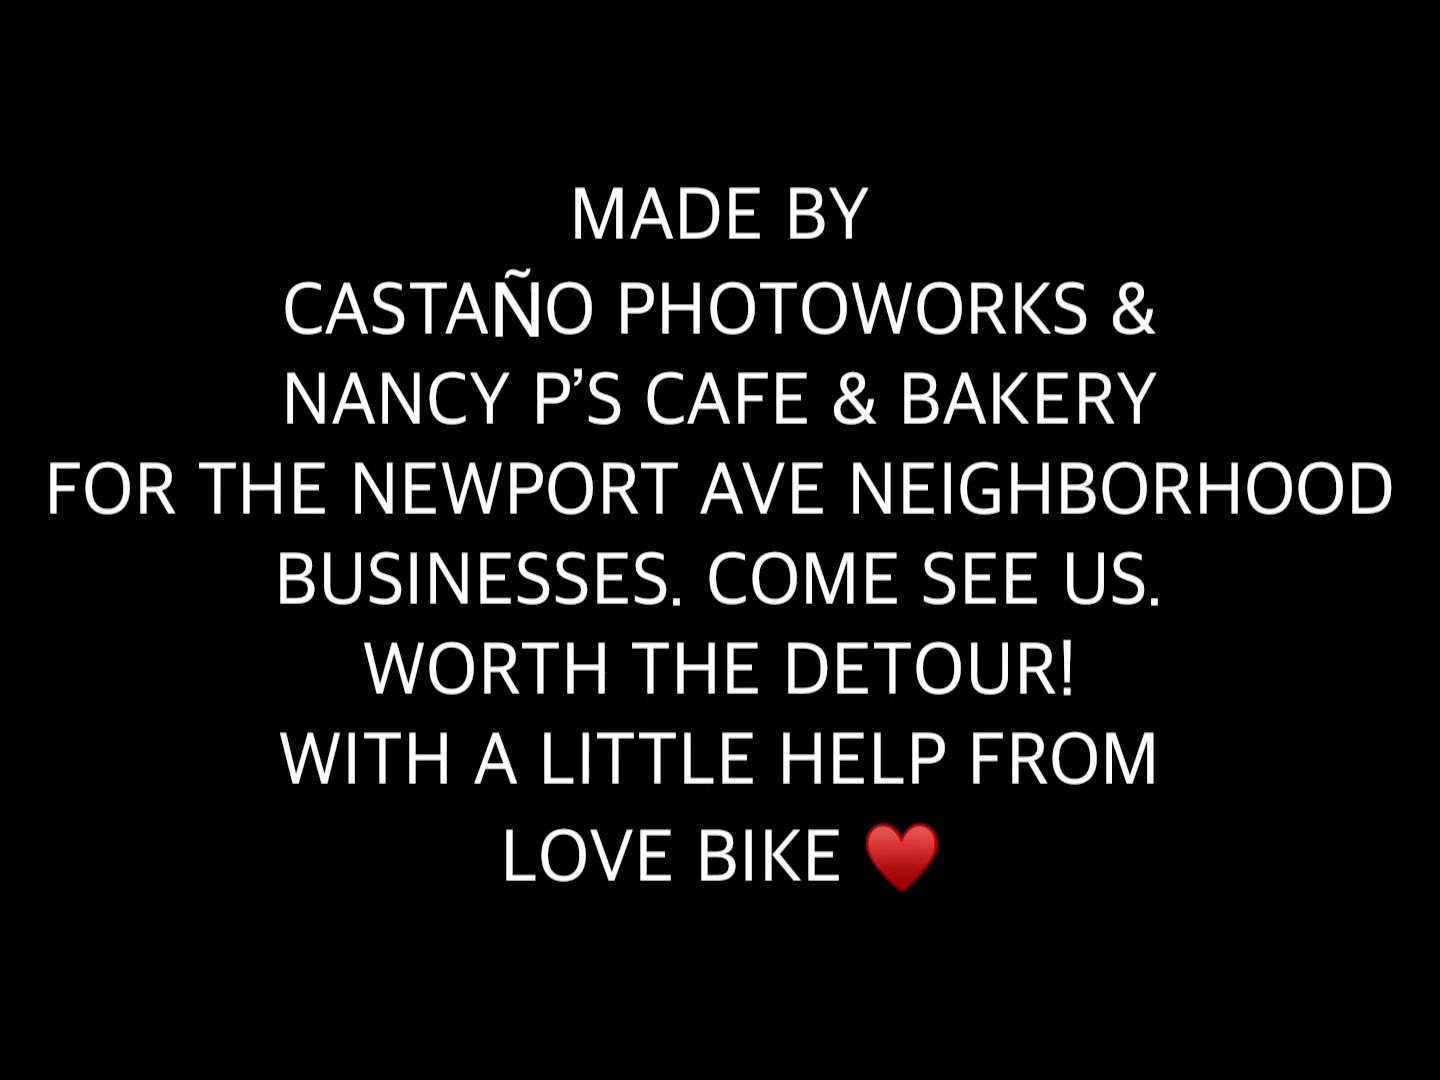 MADE BY
CASTAÑO PHOTOWORKS &
NANCY P’S CAFE & BAKERY
FOR THE NEWPORT AVE NEIGHBORHOOD
BUSINESSES. COME SEE US.
WORTH THE DETOUR!
WITH A LITTLE HELP FROM
LOVE BIKE ♥️